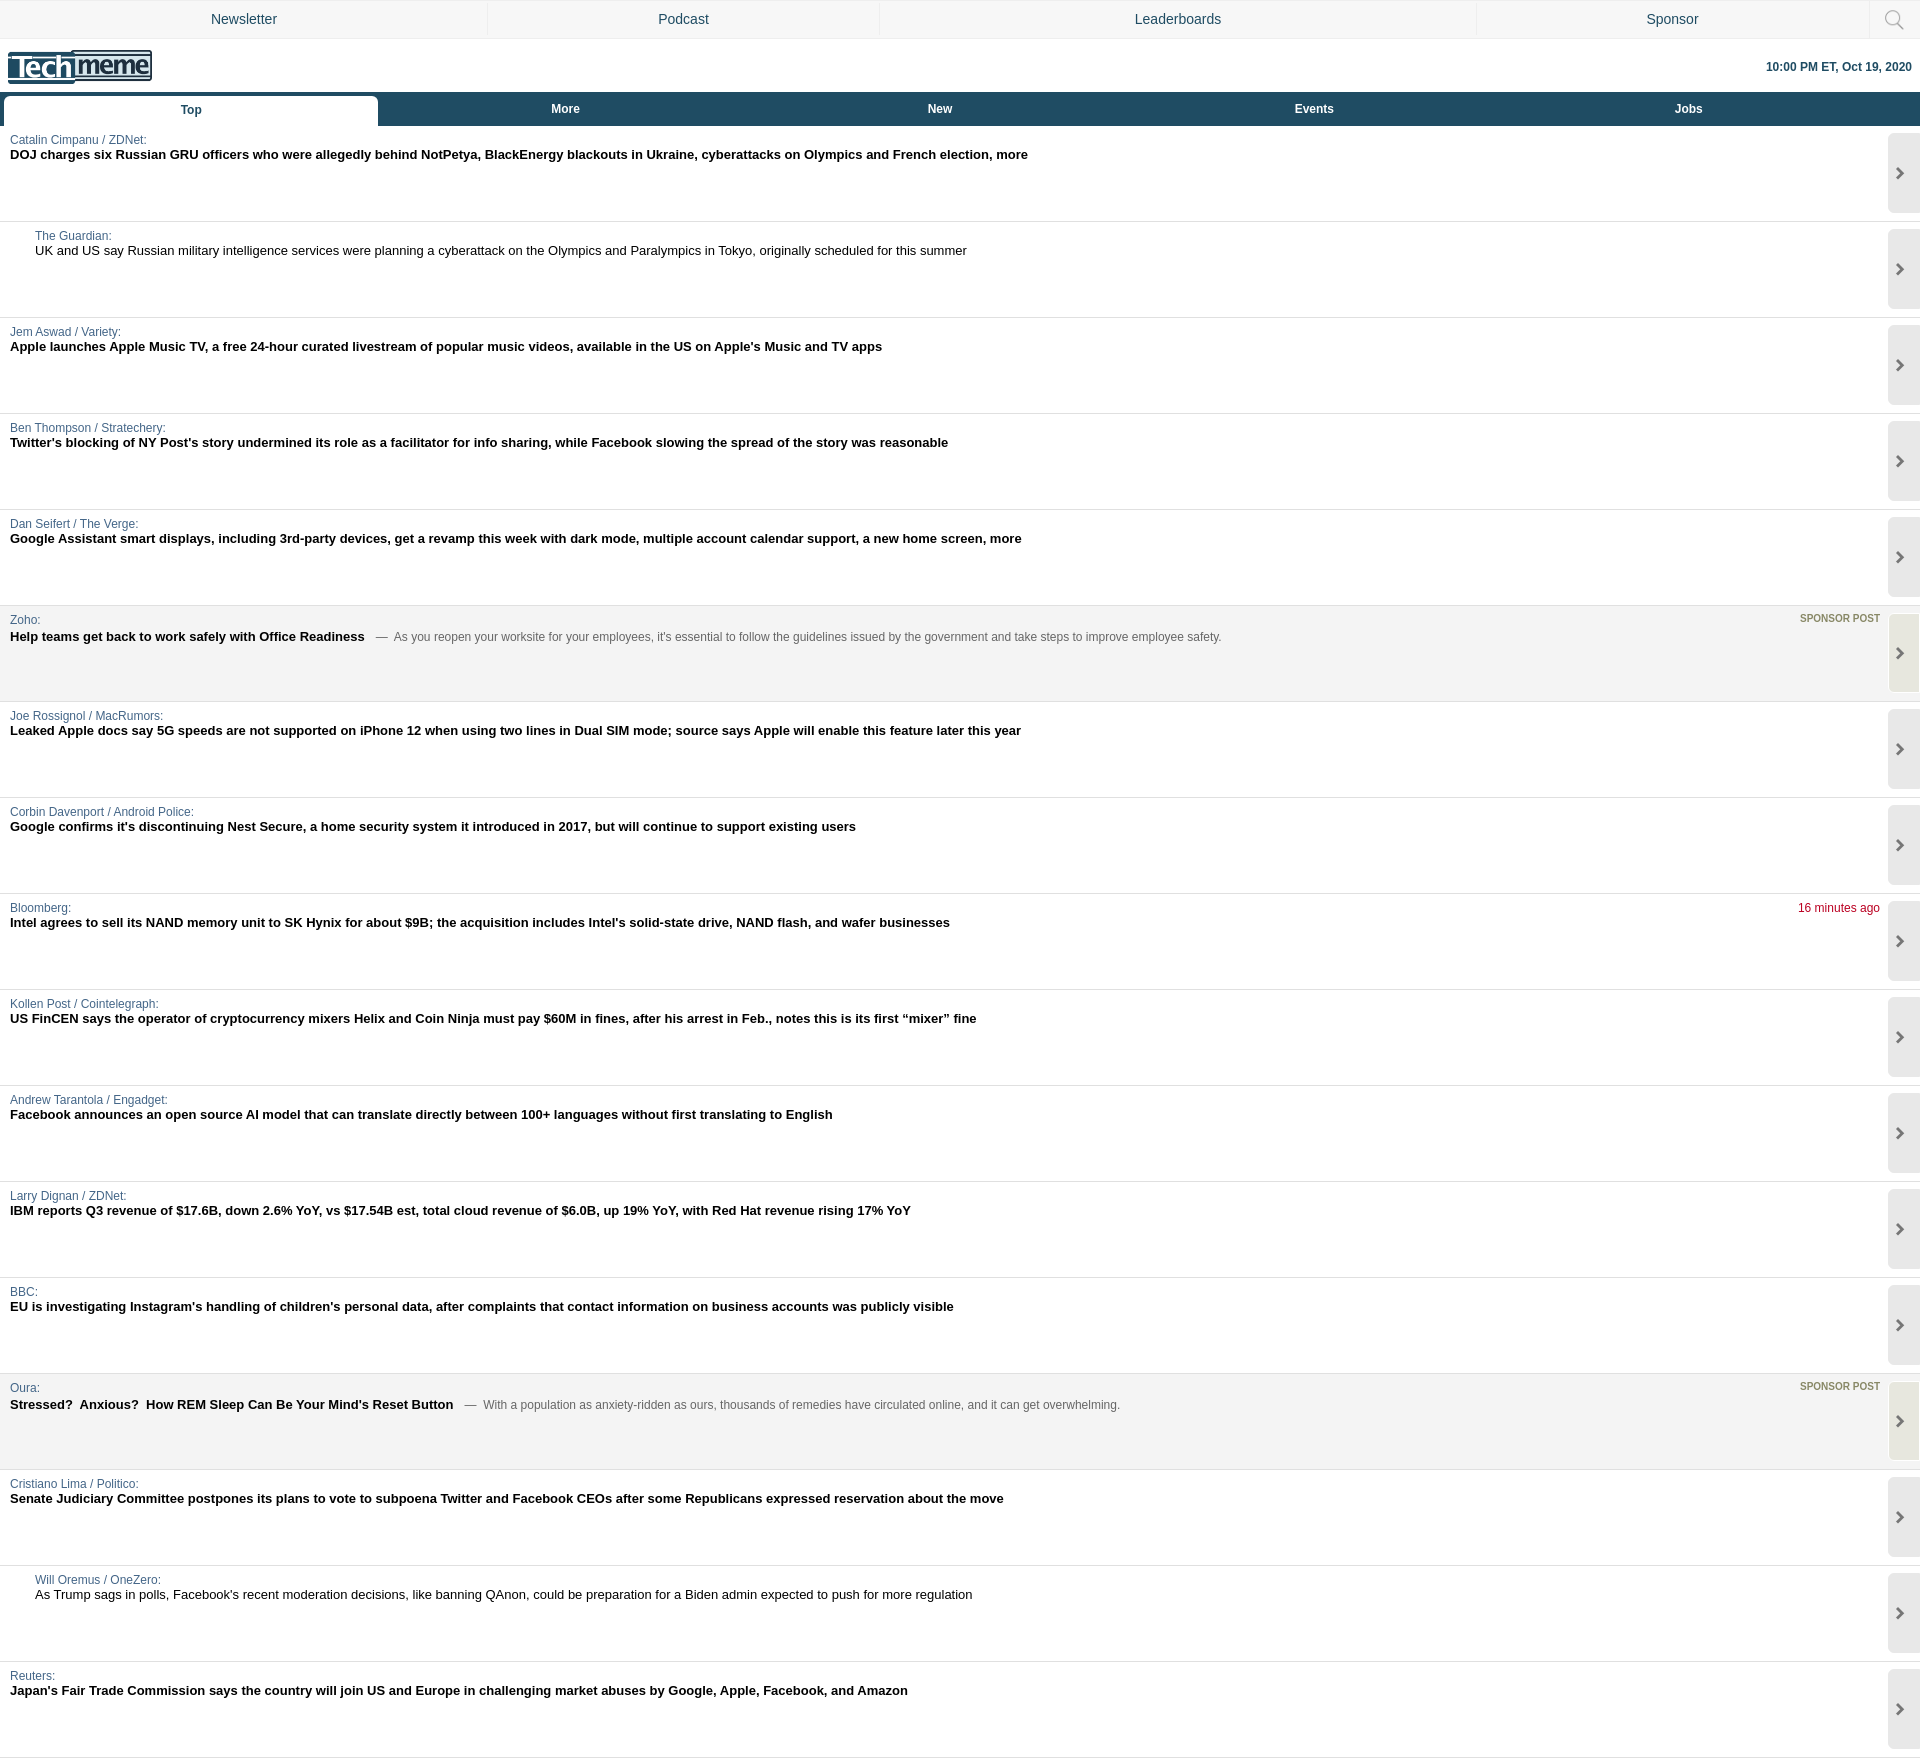 Newsletter
Podcast
Leaderboards
Sponsor
Techmeme
10:00 PM ET, Oct 19, 2020
Top
More
New
Events
Jobs
Catalin Cimpanu / ZDNet:
DOJ charges six Russian GRU officers who were allegedly behind NotPetya, BlackEnergy blackouts in Ukraine, cyberattacks on Olympics and French election, more
The Guardian:
UK and US say Russian military intelligence services were planning a cyberattack on the Olympics and Paralympics in Tokyo, originally scheduled for this summer
Jem Aswad / Variety:
Apple launches Apple Music TV, a free 24-hour curated livestream of popular music videos, available in the US on Apple's Music and TV apps
Ben Thompson / Stratechery:
Twitter's blocking of NY Post's story undermined its role as a facilitator for info sharing, while Facebook slowing the spread of the story was reasonable
Dan Seifert / The Verge:
Google Assistant smart displays, including 3rd-party devices, get a revamp this week with dark mode, multiple account calendar support, a new home screen, more
Zoho:
SPONSOR POST
Help teams get back to work safely with Office Readiness — As you reopen your worksite for your employees, it's essential to follow the guidelines issued by the government and take steps to improve employee safety.
Joe Rossignol / MacRumors:
Leaked Apple docs say 5G speeds are not supported on iPhone 12 when using two lines in Dual SIM mode; source says Apple will enable this feature later this year
Corbin Davenport / Android Police:
Google confirms it's discontinuing Nest Secure, a home security system it introduced in 2017, but will continue to support existing users
Bloomberg:
16 minutes ago
Intel agrees to sell its NAND memory unit to SK Hynix for about $9B; the acquisition includes Intel's solid-state drive, NAND flash, and wafer businesses
Kollen Post / Cointelegraph:
US FinCEN says the operator of cryptocurrency mixers Helix and Coin Ninja must pay $60M in fines, after his arrest in Feb., notes this is its first “mixer” fine
Andrew Tarantola / Engadget:
Facebook announces an open source AI model that can translate directly between 100+ languages without first translating to English
Larry Dignan / ZDNet:
IBM reports Q3 revenue of $17.6B, down 2.6% YoY, vs $17.54B est, total cloud revenue of $6.0B, up 19% YoY, with Red Hat revenue rising 17% YoY
BBC:
EU is investigating Instagram's handling of children's personal data, after complaints that contact information on business accounts was publicly visible
Oura:
SPONSOR POST
Stressed? Anxious? How REM Sleep Can Be Your Mind's Reset Button — With a population as anxiety-ridden as ours, thousands of remedies have circulated online, and it can get overwhelming.
Cristiano Lima / Politico:
Senate Judiciary Committee postpones its plans to vote to subpoena Twitter and Facebook CEOs after some Republicans expressed reservation about the move
Will Oremus / OneZero:
As Trump sags in polls, Facebook's recent moderation decisions, like banning QAnon, could be preparation for a Biden admin expected to push for more regulation
Reuters:
Japan's Fair Trade Commission says the country will join US and Europe in challenging market abuses by Google, Apple, Facebook, and Amazon